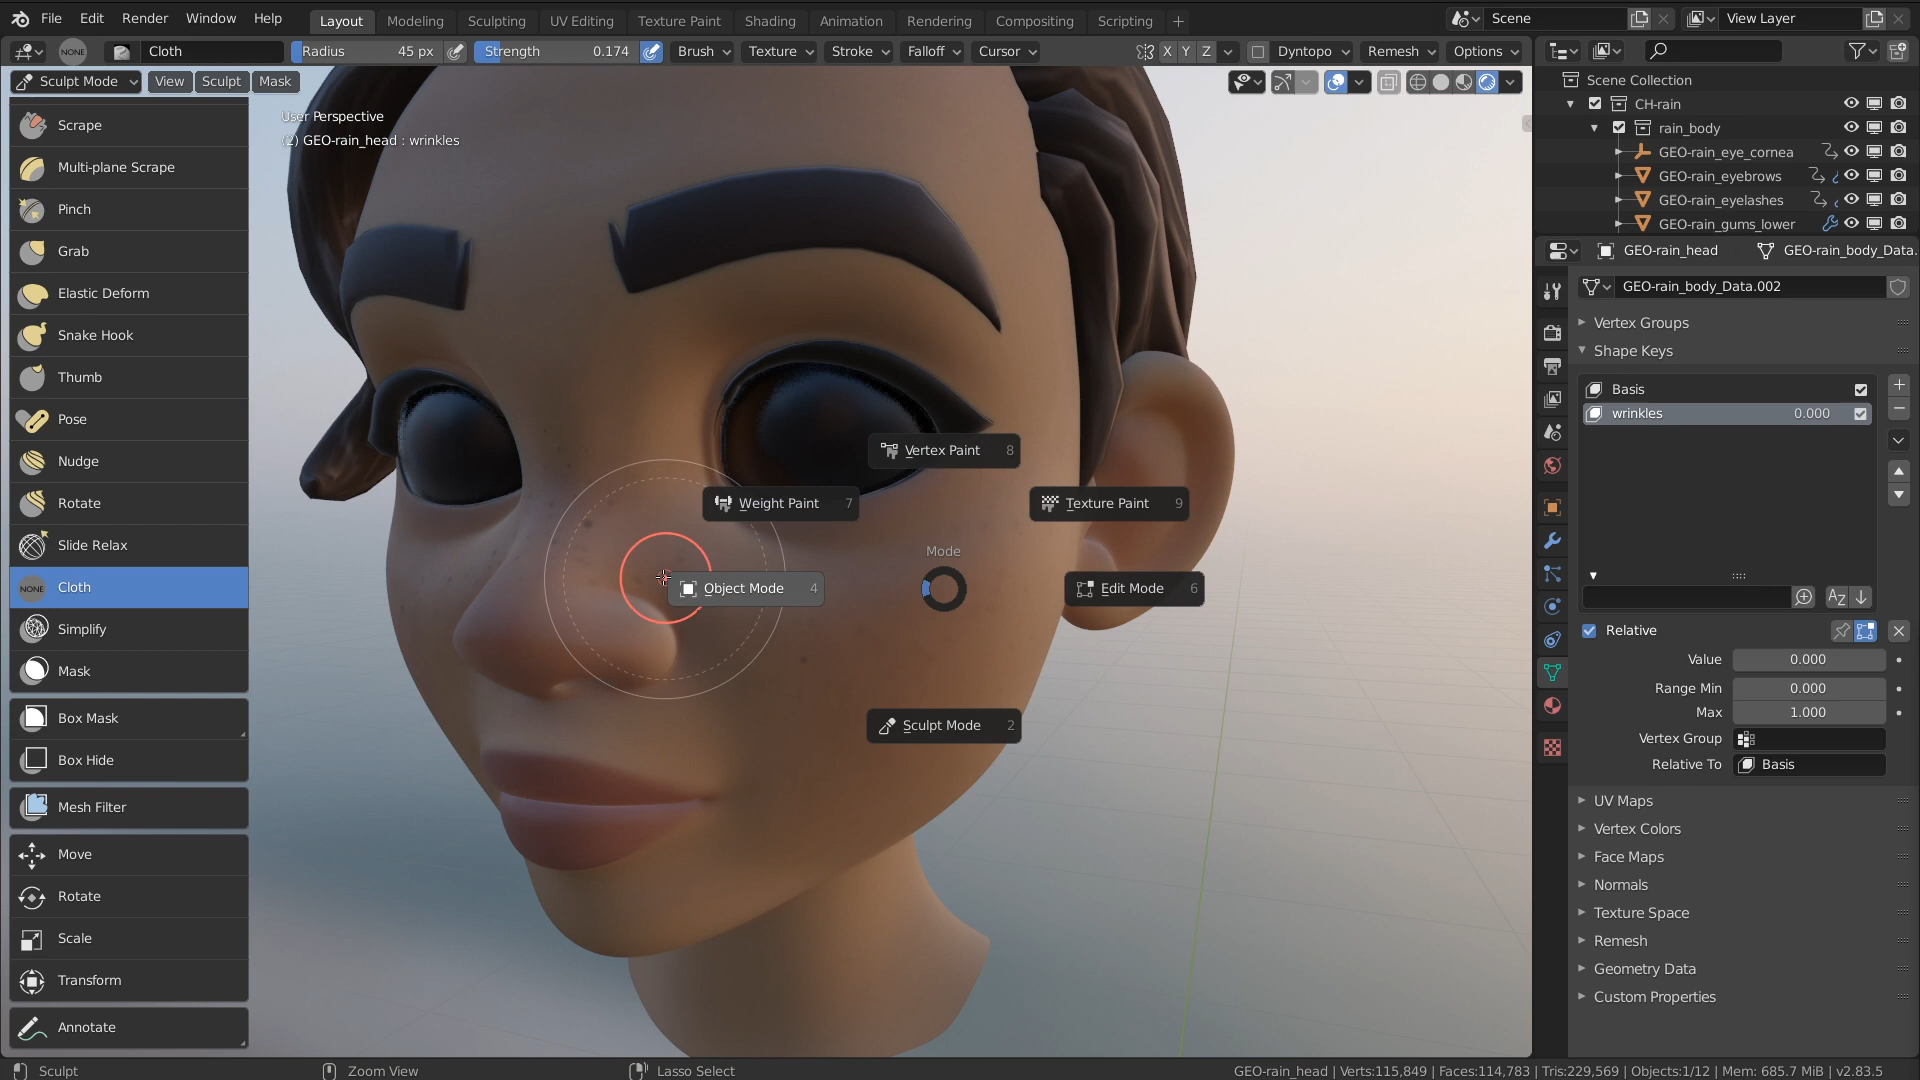 File Edit Render Window Help Layout Modeling Sculpting UV Editing Texture Paint Shading Animation Rendering Compositing Scripting + Scene View Layer
NONE Cloth Radius 45 px Strength 0.174 Brush Texture Stroke Falloff Cursor X Y Z Dyntopo Remesh Options
Sculpt Mode View Sculpt Mask
User Perspective
(2) GEO-rain_head : wrinkles
Scrape
Multi-plane Scrape
Pinch
Grab
Elastic Deform
Snake Hook
Thumb
Pose
Nudge
Rotate
Slide Relax
NONE Cloth
Simplify
Mask
Box Mask
Box Hide
Mesh Filter
Move
Rotate
Scale
Transform
Annotate
Mode
Vertex Paint 8
Weight Paint 7
Texture Paint 9
Object Mode 4
Edit Mode 6
Sculpt Mode 2
Scene Collection
CH-rain
rain_body
GEO-rain_eye_cornea
GEO-rain_eyebrows
GEO-rain_eyelashes
GEO-rain_gums_lower
GEO-rain_head GEO-rain_body_Data.
GEO-rain_body_Data.002
Vertex Groups
Shape Keys
Basis
wrinkles 0.000
AZ
Relative
Value 0.000
Range Min 0.000
Max 1.000
Vertex Group
Relative To Basis
UV Maps
Vertex Colors
Face Maps
Normals
Texture Space
Remesh
Geometry Data
Custom Properties
Sculpt Zoom View Lasso Select GEO-rain_head | Verts:115,849 | Faces:114,783 | Tris:229,569 | Objects:1/12 | Mem: 685.7 MiB | v2.83.5